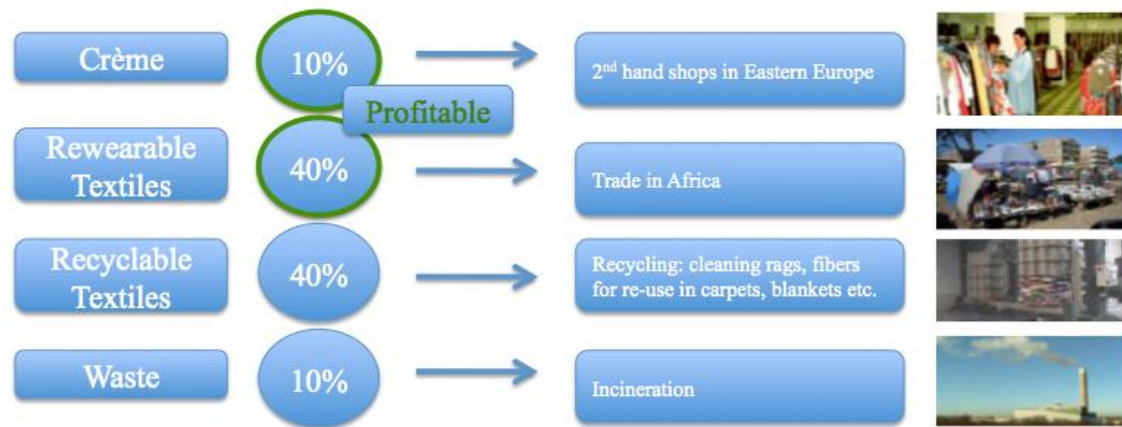 Crème
10%
2nd hand shops in Eastern Europe
Profitable
Rewearable
Textiles
40%
Trade in Africa
Recyclable
Textiles
40%
Recycling: cleaning rags, fibers
for re-use in carpets, blankets etc.
Waste
10%
Incineration